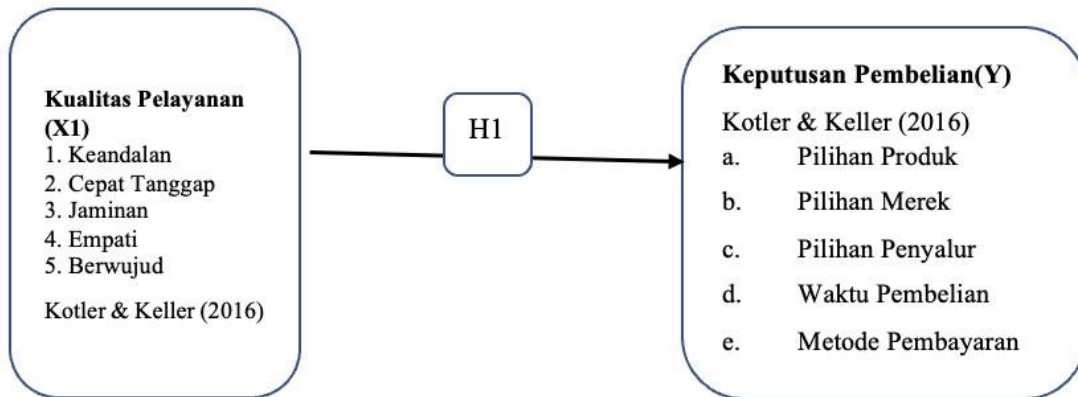 Kualitas Pelayanan
(X1)
1. Keandalan
2. Cepat Tanggap
3. Jaminan
4. Empati
5. Berwujud
Kotler & Keller (2016)
H1
Keputusan Pembelian(Y)
Kotler & Keller (2016)
a. Pilihan Produk
b. Pilihan Merek
c. Pilihan Penyalur
d. Waktu Pembelian
e. Metode Pembayaran